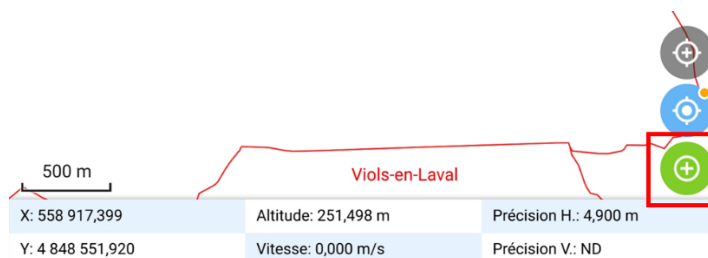 500 m
Viols-en-Laval
X: 558 917,399 Altitude: 251,498 m Précision H.: 4,900 m
Y: 4 848 551,920 Vitesse: 0,000 m/s Précision V.: ND